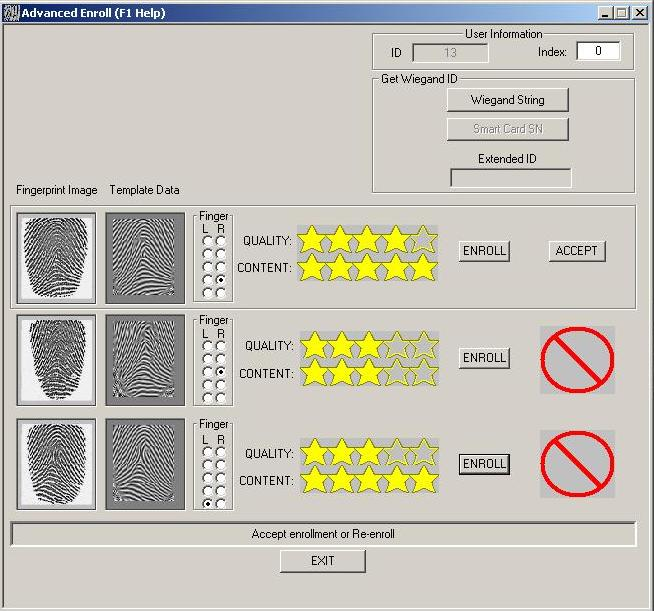 Advanced Enroll (F1 Help)
User Information
ID 13 Index: 0
Get Wiegand ID
Wiegand String
Smart Card SN
Extended ID
Fingerprint Image Template Data
Finger
L R
QUALITY:
CONTENT:
ENROLL ACCEPT
Finger
L R
QUALITY:
CONTENT:
ENROLL
Finger
L R
QUALITY:
CONTENT:
ENROLL
Accept enrollment or Re-enroll
EXIT